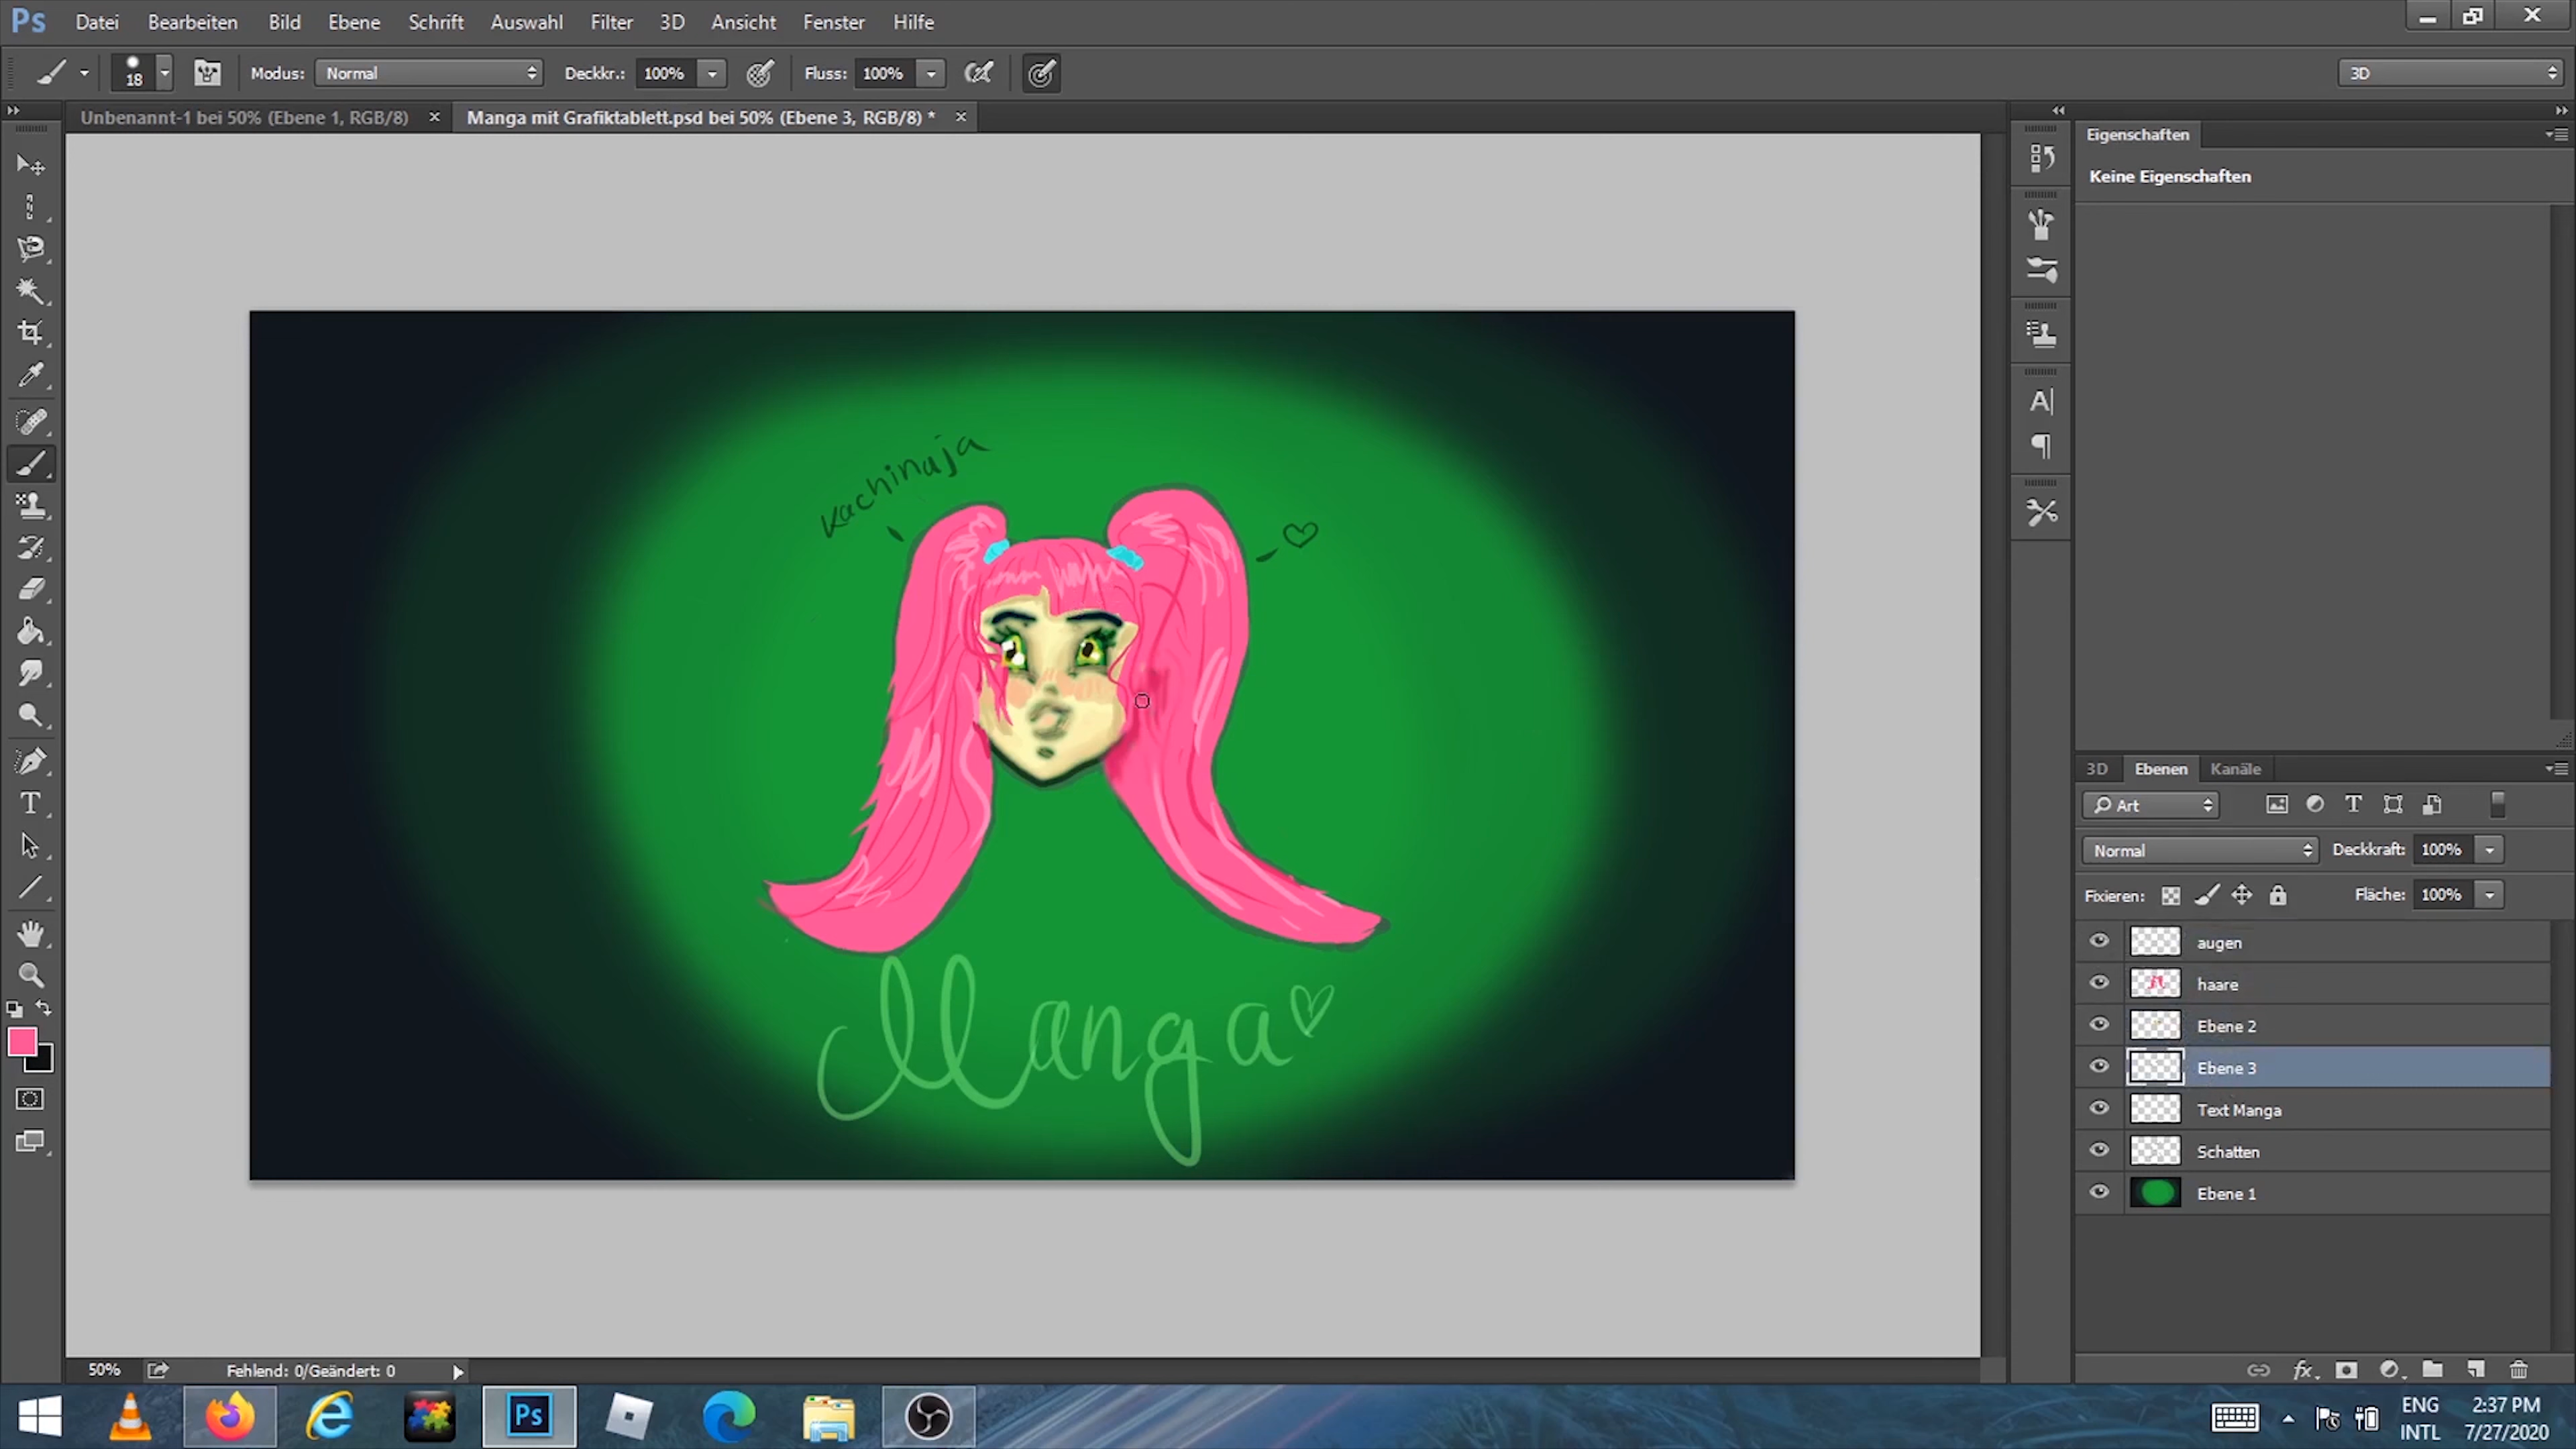 Ps Datei Bearbeiten Bild Ebene Schrift Auswahl Filter 3D Ansicht Fenster Hilfe
18 Modus: Normal Deckkr.: 100% Fluss: 100% 3D
Unbenannt-1 bei 50% (Ebene 1, RGB/8) Manga mit Grafiktablett.psd bei 50% (Ebene 3, RGB/8) *
Eigenschaften
Keine Eigenschaften
kachinuja
Manga
3D Ebenen Kanäle
Art
Normal Deckkraft: 100%
Fixieren: Fläche: 100%
augen
haare
Ebene 2
Ebene 3
Text Manga
Schatten
Ebene 1
50% Fehlend: 0/Geändert: 0
Ps
ENG 2:37 PM
INTL 7/27/2020